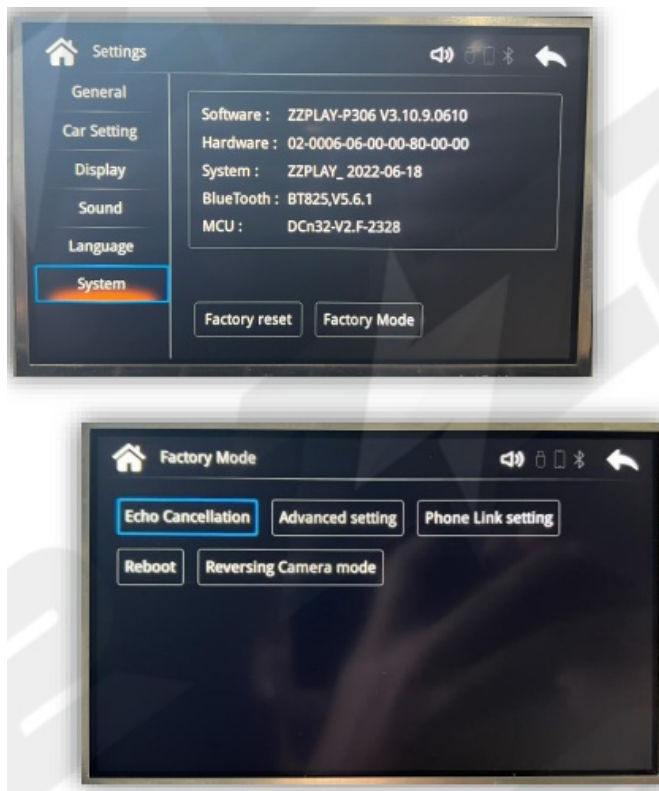 Settings
General
Car Setting
Display
Sound
Language
System
Software : ZZPLAY-P306 V3.10.9.0610
Hardware : 02-0006-06-00-00-80-00-00
System : ZZPLAY_ 2022-06-18
BlueTooth : BT825,V5.6.1
MCU : DCn32-V2.F-2328
Factory reset Factory Mode
Factory Mode
Echo Cancellation Advanced setting Phone Link setting
Reboot Reversing Camera mode